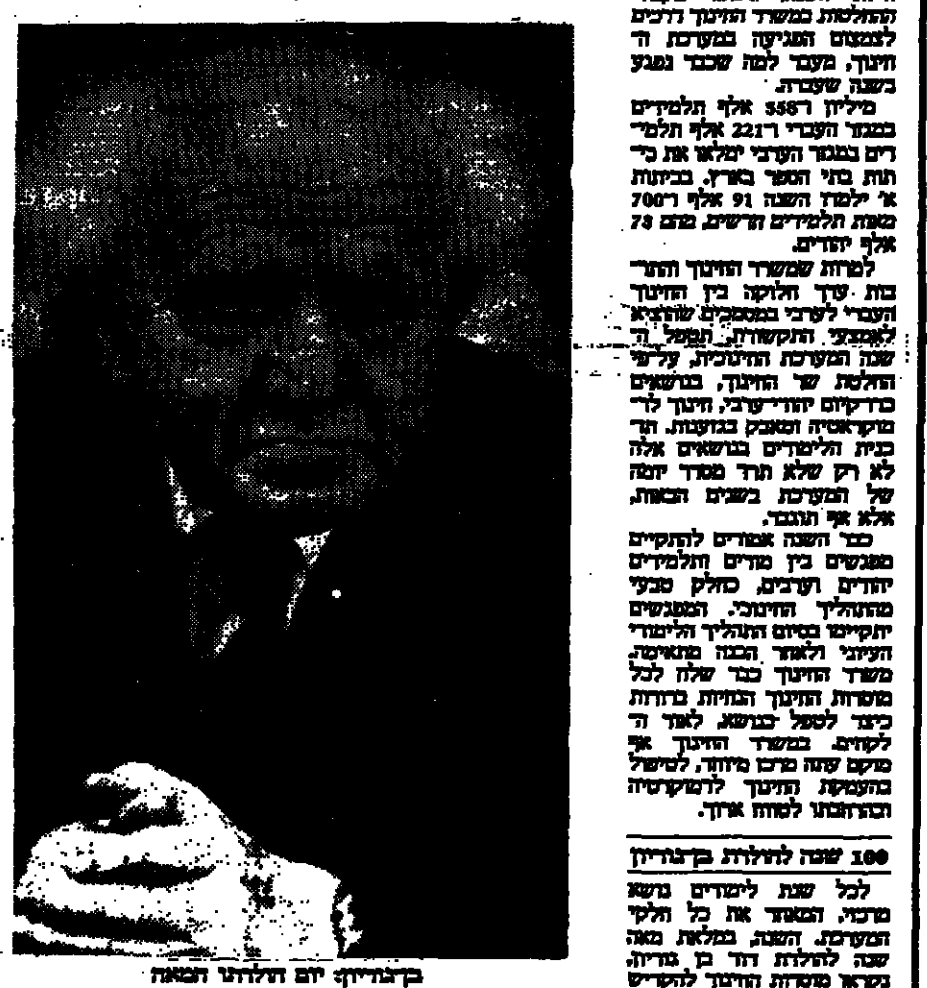 ההחלטות במשרד החינוך דרכים
לצמצום הפגיעה במערכת ה־
חינוך, מעבר למה שכבר נפגע
בשנה שעברה.
מיליון ו־558 אלף תלמידים
במגזר העברי ו־221 אלף תלמי־
דים במגזר הערבי ימלאו את כי־
תות בתי הספר בארץ. בכיתות
א' ילמדו השנה 91 אלף ו־700
מאות תלמידים חדשים, מהם 73
אלף יהודים.
למרות שמשרד החינוך והתר־
בות ערך חלוקה בין החינוך
העברי לערבי במסמכים שהוציא
לאמצעי התקשורת, תטפל ה־
שנה המערכת החינוכית, על־פי
החלטת שר החינוך, בנושאים
כדו־קיום יהודי־ערבי, חינוך לד־
מוקראטיה ומאבק בגזענות. תו־
כנית הלימודים בנושאים אלה
לא רק שלא תרד מסדר יומה
של המערכת בשנים הבאות,
אלא אף תוגבר.
כבר השנה אמורים להתקיים
מפגשים בין מורים ותלמידים
יהודים וערבים, כחלק טבעי
מהתהליך החינוכי. המפגשים
יתקיימו בסיום התהליך הלימודי
העיוני ולאחר הכנה מתאימה.
משרד החינוך כבר שלח לכל
מוסדות החינוך הנחיות ברורות
כיצד לטפל בנושא, לאור ה־
לקחים. במשרד החינוך אף
מוקם עתה מרכז מיוחד, לטיפול
בהעמקת החינוך לדמוקרטיה
ובהרחבתו לטווח ארוך.
100 שנה להולדת בן־גוריון
לכל שנת לימודים נושא
מרכזי, המאחד את כל חלקי
המערכת. השנה, במלאת מאה
שנה להולדת דוד בן גוריון,
נקראו מוסדות החינוך להקדיש
בן־גוריון: יום הולדתו המאה